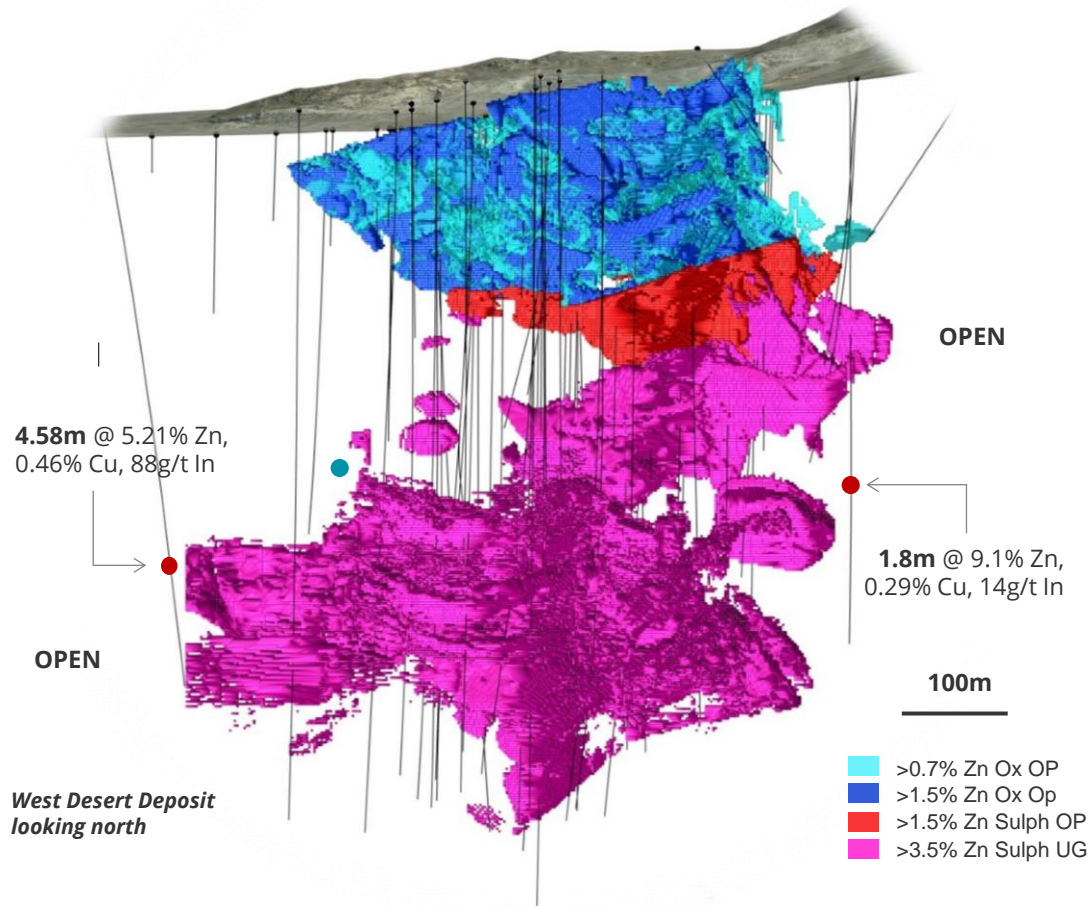 OPEN
4.58m @ 5.21% Zn,
0.46% Cu, 88g/t In
1.8m @ 9.1% Zn,
0.29% Cu, 14g/t In
OPEN
100m
>0.7% Zn Ox OP
>1.5% Zn Ox Op
>1.5% Zn Sulph OP
>3.5% Zn Sulph UG
West Desert Deposit
looking north